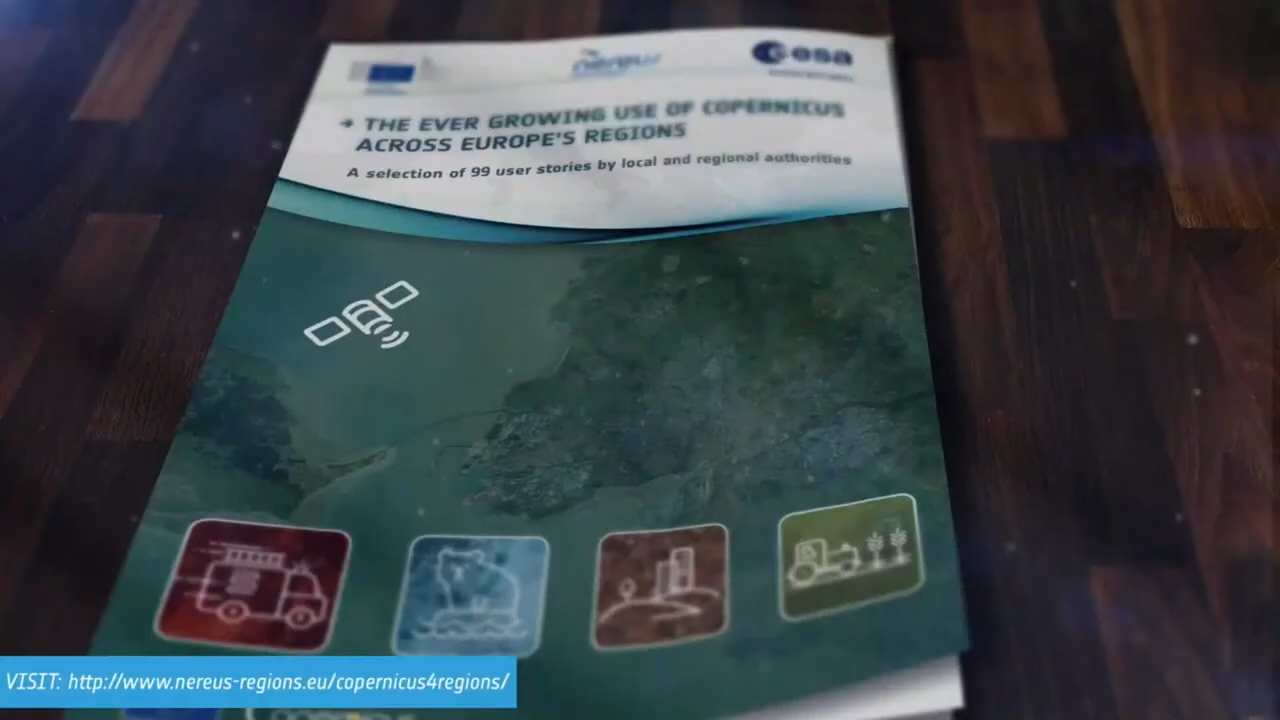 nereus
esa
➔ THE EVER GROWING USE OF COPERNICUS
ACROSS EUROPE'S REGIONS
A selection of 99 user stories by local and regional authorities
VISIT: http://www.nereus-regions.eu/copernicus4regions/